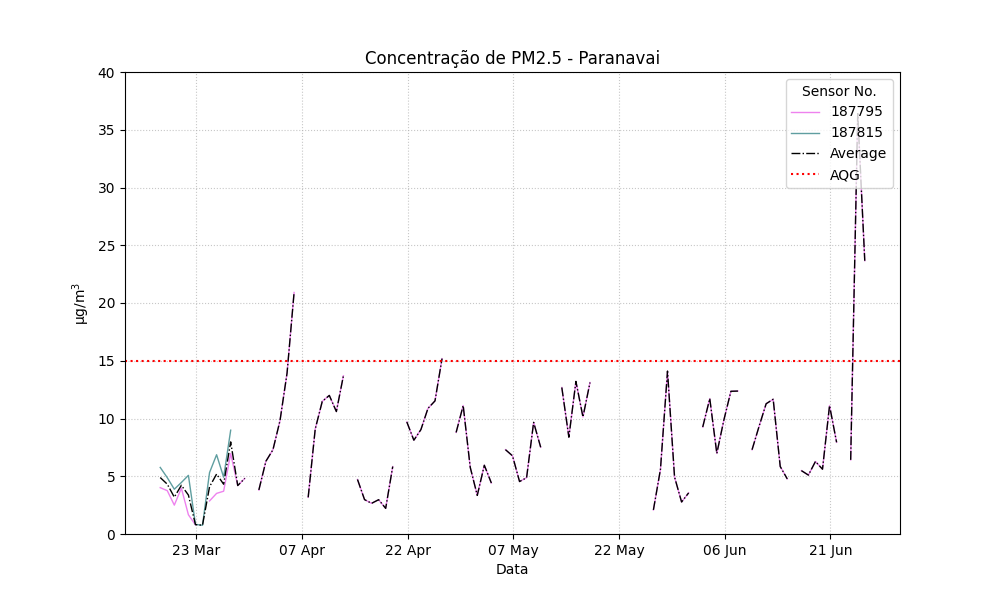 Concentração de PM2.5 - Paranavai
40
35
30
25
20
15
10
5
0
µg/m³
Sensor No.
187795
187815
Average
AQG
23 Mar
07 Apr
22 Apr
07 May
22 May
06 Jun
21 Jun
Data